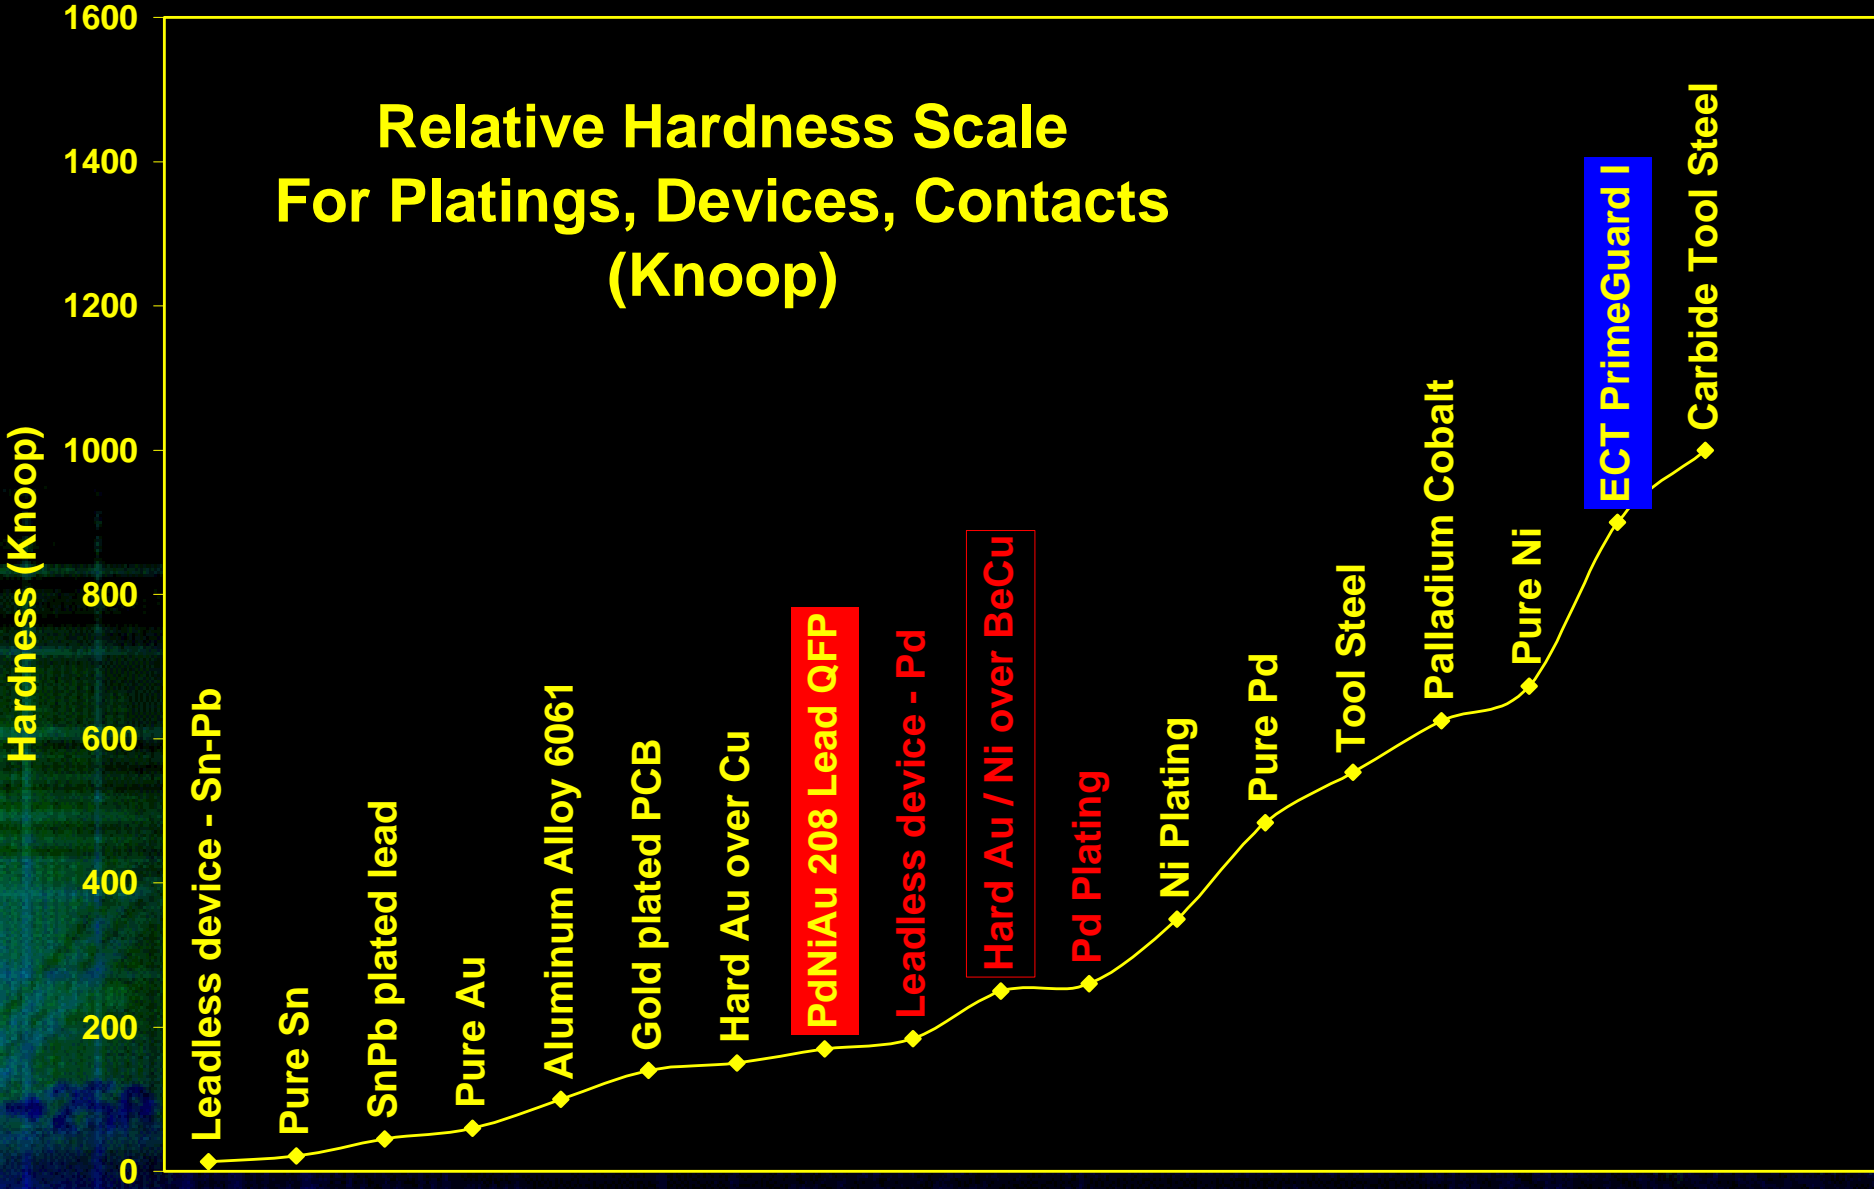 Relative Hardness Scale
For Platings, Devices, Contacts
(Knoop)
Hardness (Knoop)
1600
1400
1200
1000
800
600
400
200
0
Leadless device - Sn-Pb
Pure Sn
SnPb plated lead
Pure Au
Aluminum Alloy 6061
Gold plated PCB
Hard Au over Cu
PdNiAu 208 Lead QFP
Leadless device - Pd
Hard Au / Ni over BeCu
Pd Plating
Ni Plating
Pure Pd
Tool Steel
Palladium Cobalt
Pure Ni
ECT PrimeGuard I
Carbide Tool Steel